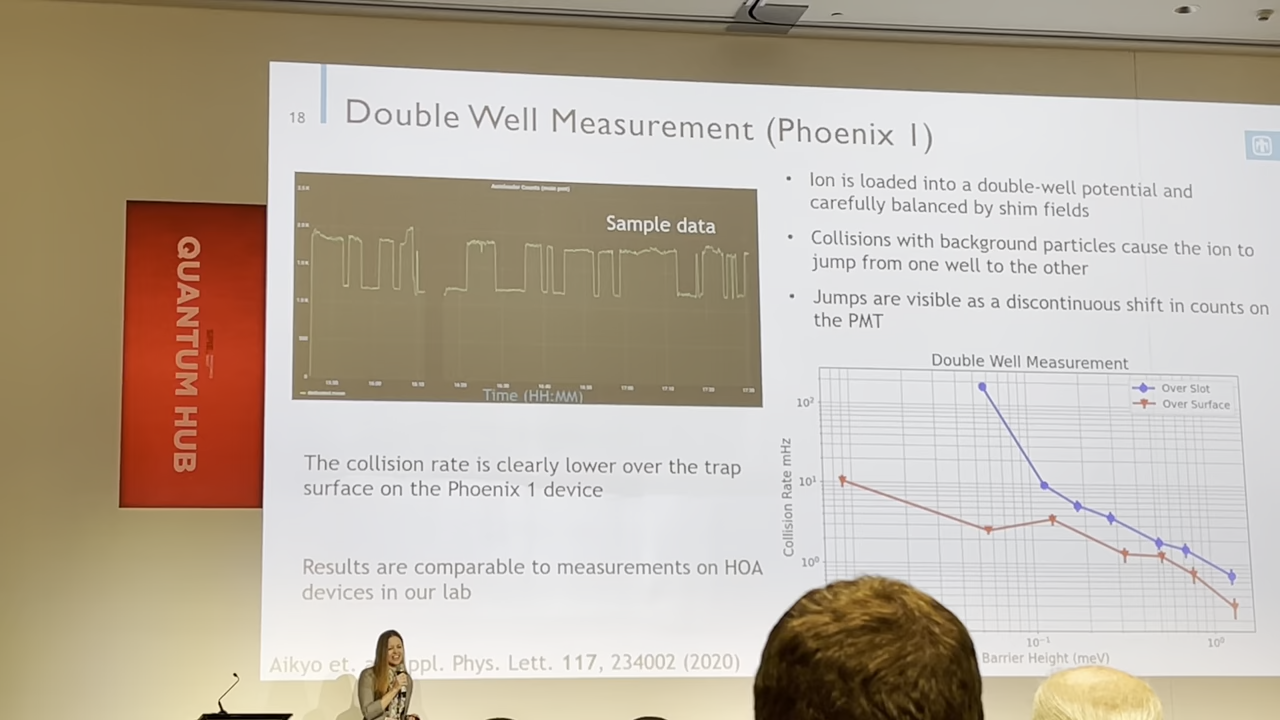 18
Double Well Measurement (Phoenix 1)
Sample data
Time (HH:MM)
• Ion is loaded into a double-well potential and
carefully balanced by shim fields
• Collisions with background particles cause the ion to
jump from one well to the other
• Jumps are visible as a discontinuous shift in counts on
the PMT
The collision rate is clearly lower over the trap
surface on the Phoenix 1 device
Results are comparable to measurements on HOA
devices in our lab
Double Well Measurement
Over Slot
Over Surface
Collision Rate mHz
10²
10¹
10⁰
10⁻¹
10⁰
Barrier Height (meV)
Aikyo et. ppl. Phys. Lett. 117, 234002 (2020)
QUANTUM HUB